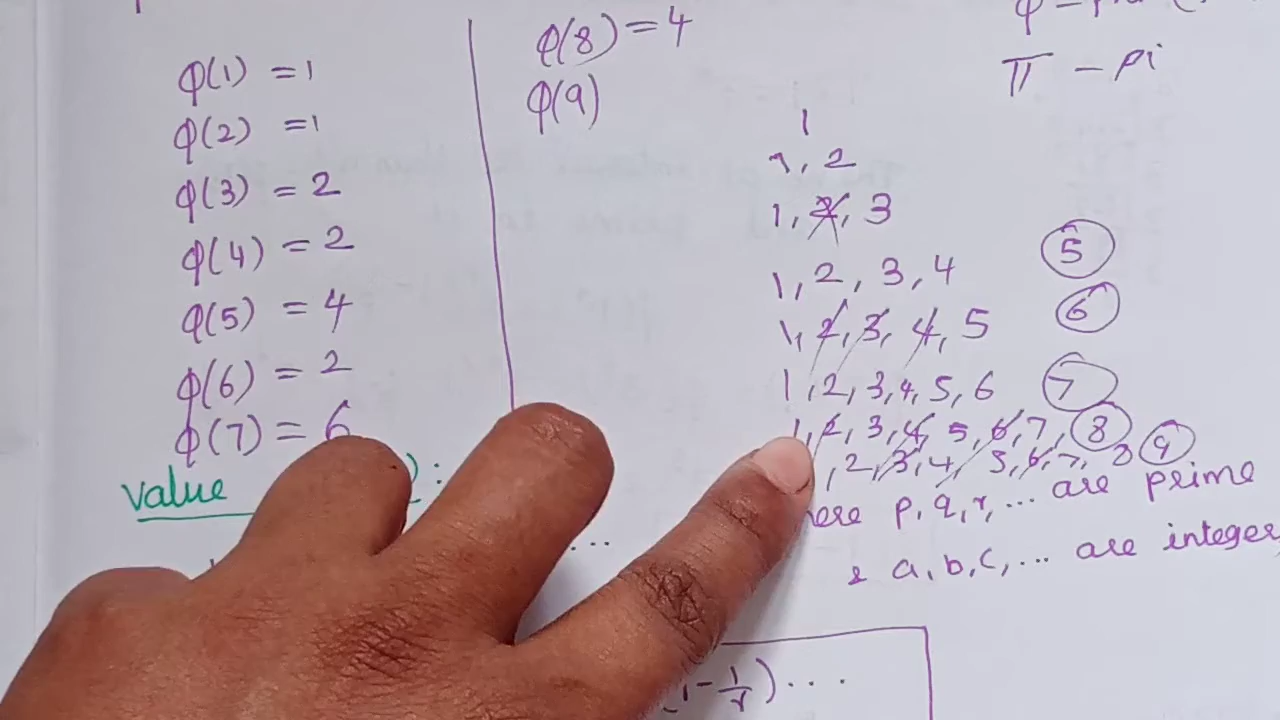 φ(1) = 1
φ(2) = 1
φ(3) = 2
φ(4) = 2
φ(5) = 4
φ(6) = 2
φ(7) = 6
φ(8) = 4
φ(9)
π - pi
1
1, 2
1, 2, 3
1, 2, 3, 4 5
1, 2, 3, 4, 5 6
1, 2, 3, 4, 5, 6 7
1, 2, 3, 4, 5, 6, 7, 8
, 2, 3, 4, 5, 6, 7, 8 9
p, q, r, ... are prime
& a, b, c, ... are integer
value :
...
(1 - 1/r) ...